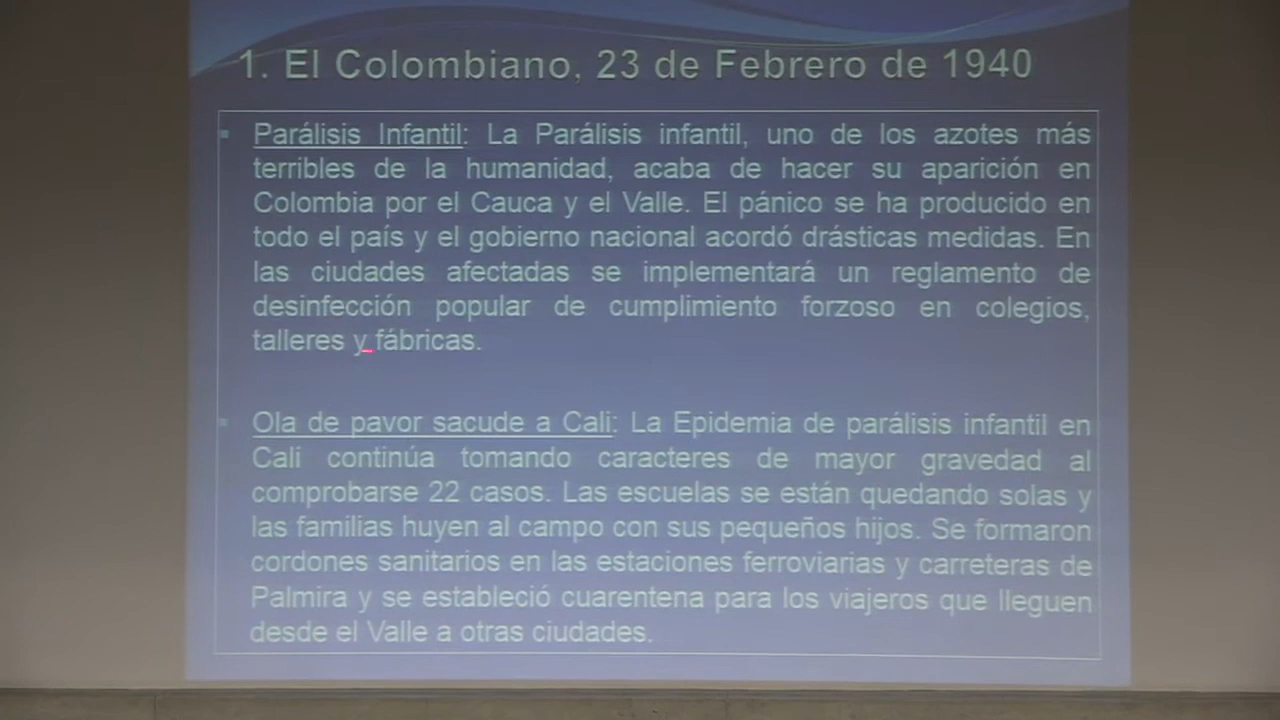 1. El Colombiano, 23 de Febrero de 1940
Parálisis Infantil: La Parálisis infantil, uno de los azotes más
terribles de la humanidad, acaba de hacer su aparición en
Colombia por el Cauca y el Valle. El pánico se ha producido en
todo el país y el gobierno nacional acordó drásticas medidas. En
las ciudades afectadas se implementará un reglamento de
desinfección popular de cumplimiento forzoso en colegios,
talleres y fábricas.
Ola de pavor sacude a Cali: La Epidemia de parálisis infantil en
Cali continúa tomando caracteres de mayor gravedad al
comprobarse 22 casos. Las escuelas se están quedando solas y
las familias huyen al campo con sus pequeños hijos. Se formaron
cordones sanitarios en las estaciones ferroviarias y carreteras de
Palmira y se estableció cuarentena para los viajeros que lleguen
desde el Valle a otras ciudades.